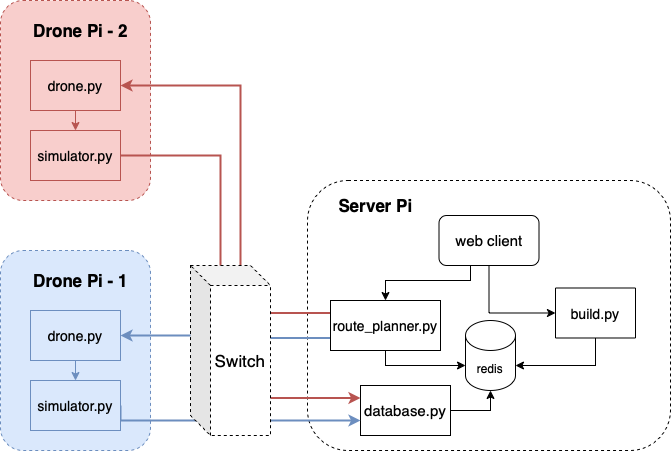 Drone Pi - 2
drone.py
simulator.py
Server Pi
web client
Drone Pi - 1
drone.py
simulator.py
Switch
route_planner.py
build.py
redis
database.py